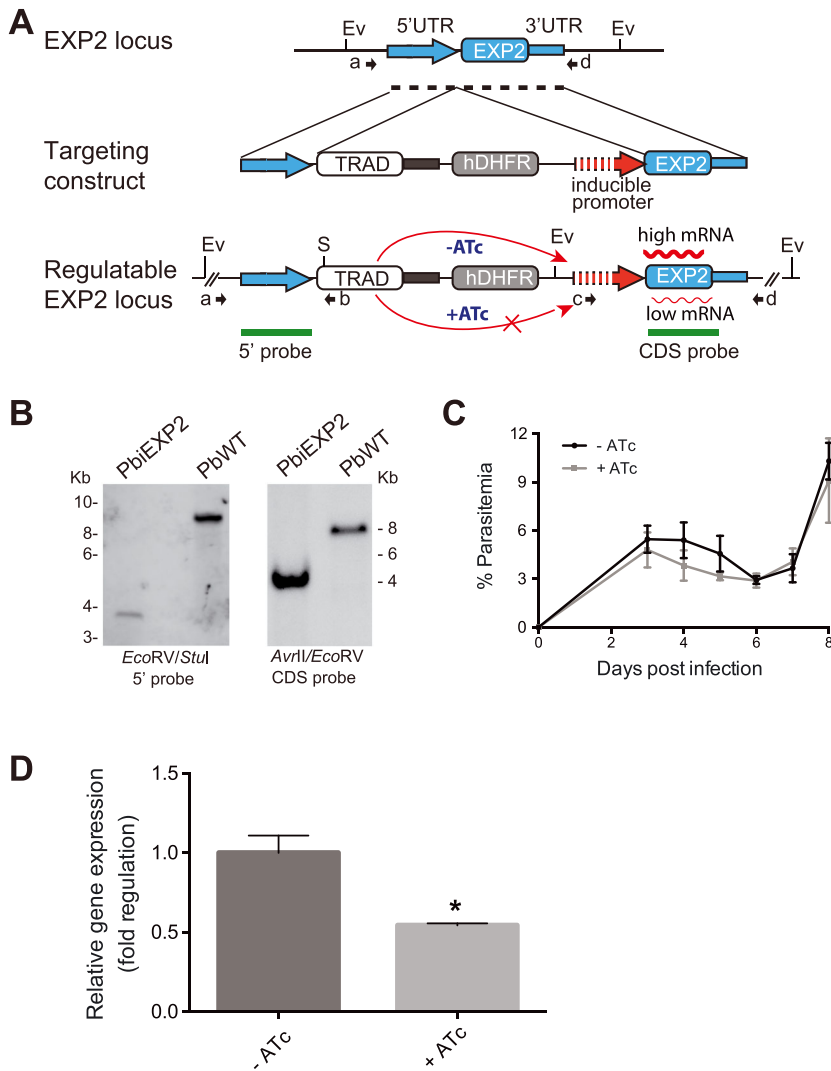 A
EXP2 locus
Ev
5'UTR
3'UTR
Ev
EXP2
a
d
Targeting
construct
TRAD
hDHFR
EXP2
inducible
promoter
Regulatable
EXP2 locus
Ev
S
-ATc
Ev
high mRNA
Ev
TRAD
hDHFR
EXP2
a
b
c
d
+ATc
low mRNA
5' probe
CDS probe
B
PbiEXP2
PbWT
PbiEXP2
PbWT
Kb
Kb
10-
8-
6-
4-
3-
- 8
- 6
- 4
EcoRV/StuI
5' probe
AvrII/EcoRV
CDS probe
C
- ATc
+ ATc
% Parasitemia
12
9
6
3
0
0 2 4 6 8
Days post infection
D
Relative gene expression
(fold regulation)
1.5
1.0
0.5
0.0
*
- ATc
+ ATc